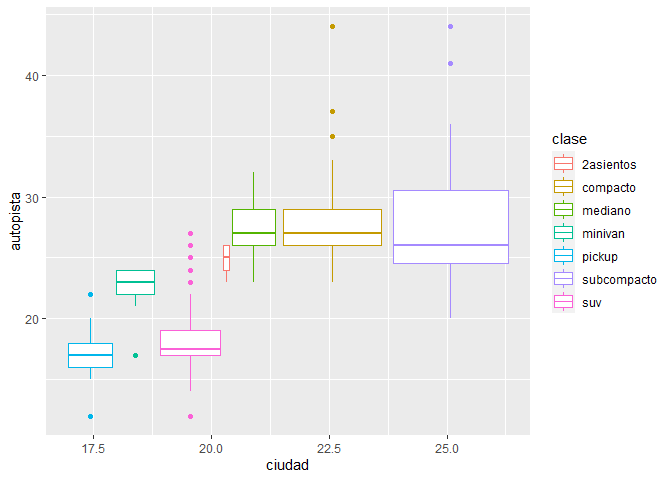 40
30
20
autopista
17.5
20.0
22.5
25.0
ciudad
clase
2asientos
compacto
mediano
minivan
pickup
subcompacto
suv